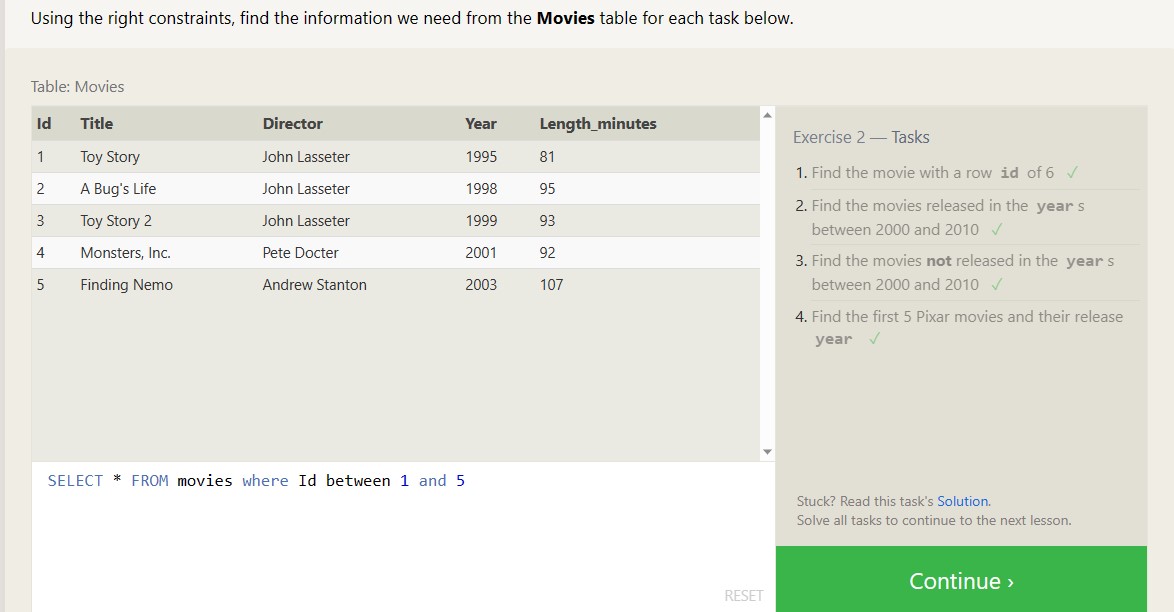 Using the right constraints, find the information we need from the Movies table for each task below.
Table: Movies
Id Title Director Year Length_minutes
1 Toy Story John Lasseter 1995 81
2 A Bug's Life John Lasseter 1998 95
3 Toy Story 2 John Lasseter 1999 93
4 Monsters, Inc. Pete Docter 2001 92
5 Finding Nemo Andrew Stanton 2003 107
SELECT * FROM movies where Id between 1 and 5
RESET
Exercise 2 — Tasks
1. Find the movie with a row id of 6 ✓
2. Find the movies released in the year s
between 2000 and 2010 ✓
3. Find the movies not released in the year s
between 2000 and 2010 ✓
4. Find the first 5 Pixar movies and their release
year ✓
Stuck? Read this task's Solution.
Solve all tasks to continue to the next lesson.
Continue ›